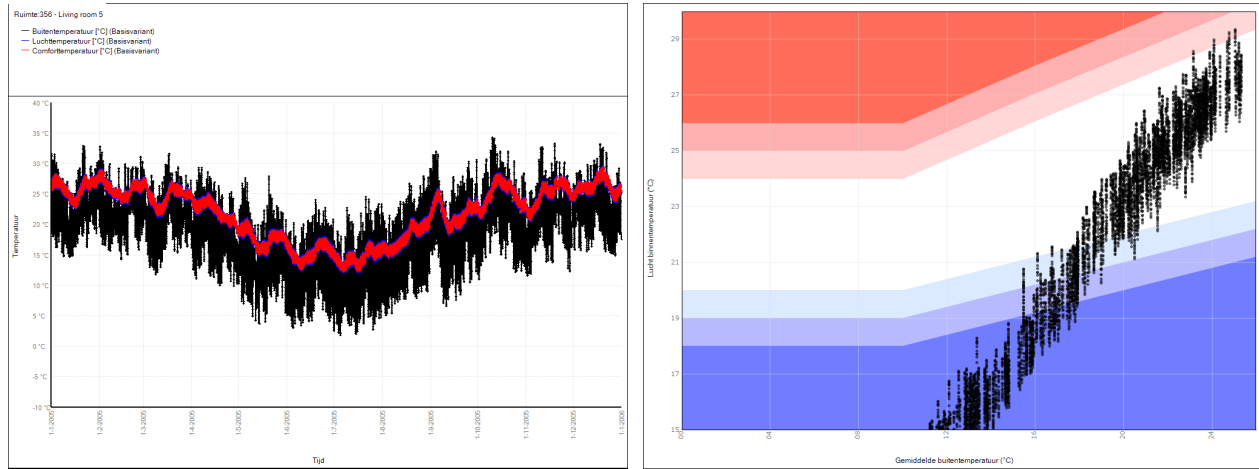 Ruimte:356 - Living room 5
Buitentemperatuur [°C] (Basisvariant)
Luchttemperatuur [°C] (Basisvariant)
Comforttemperatuur [°C] (Basisvariant)
40 °C
35 °C
30 °C
25 °C
20 °C
15 °C
10 °C
5 °C
0 °C
-5 °C
-10 °C
Temperatuur
1-1-2005
1-2-2005
1-3-2005
1-4-2005
1-5-2005
1-6-2005
1-7-2005
1-8-2005
1-9-2005
1-10-2005
1-11-2005
1-12-2005
1-1-2006
Tijd
29
27
25
23
21
19
17
15
Lucht binnentemperatuur (°C)
00
04
08
12
16
20
24
Gemiddelde buitentemperatuur (°C)